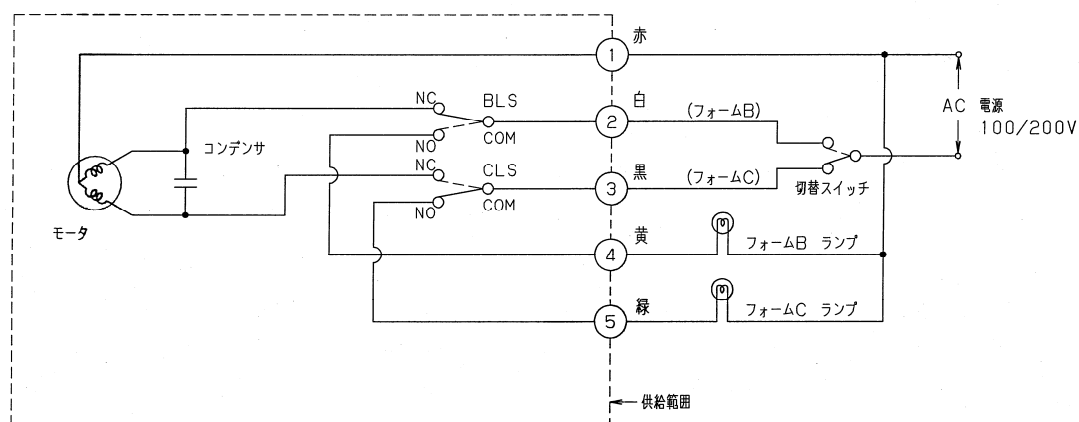 赤
1
NC
BLS
白
(フォームB)
2
AC 電源
100/200V
COM
NO
コンデンサ
NC
CLS
黒
(フォームC)
3
切替スイッチ
NO
COM
モータ
黄
4
フォームB ランプ
緑
5
フォームC ランプ
供給範囲